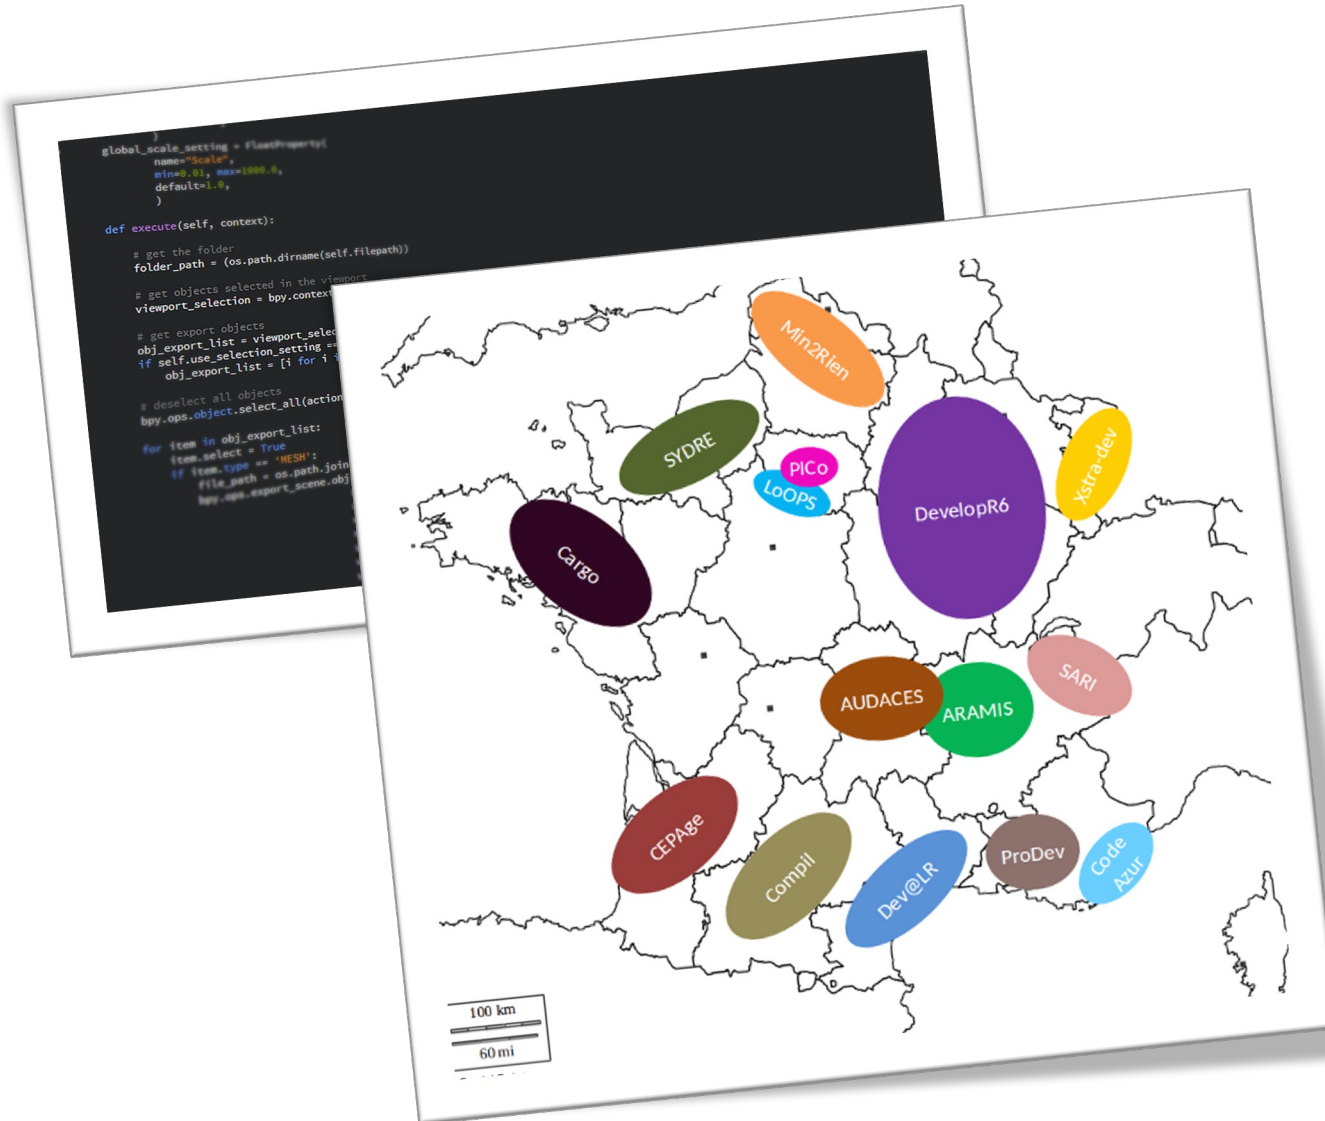 )
global_scale_setting = FloatProperty(
name="Scale",
min=0.01, max=1000.0,
default=1.0,
)
def execute(self, context):
# get the folder
folder_path = (os.path.dirname(self.filepath))
# get objects selected in the viewport
viewport_selection = bpy.context
# get export objects
obj_export_list = viewport_selec
if self.use_selection_setting ==
obj_export_list = [i for i i
# deselect all objects
bpy.ops.object.select_all(action
for item in obj_export_list:
item.select = True
if item.type == 'MESH':
file_path = os.path.join
bpy.ops.export_scene.obj
Min2Rien
SYDRE
PICo
LoOPS
Xstra-dev
DevelopR6
Cargo
SARI
AUDACES
ARAMIS
CEPAge
Compil
Dev@LR
ProDev
Code
Azur
100 km
60 mi